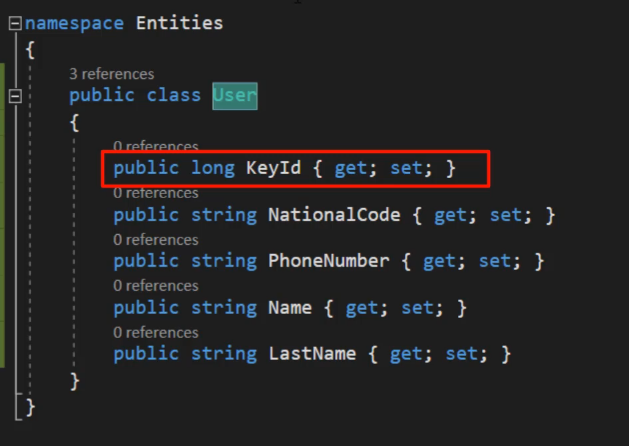 namespace Entities
{
3 references
public class User
{
0 references
public long KeyId { get; set; }
0 references
public string NationalCode { get; set; }
0 references
public string PhoneNumber { get; set; }
0 references
public string Name { get; set; }
0 references
public string LastName { get; set; }
}
}